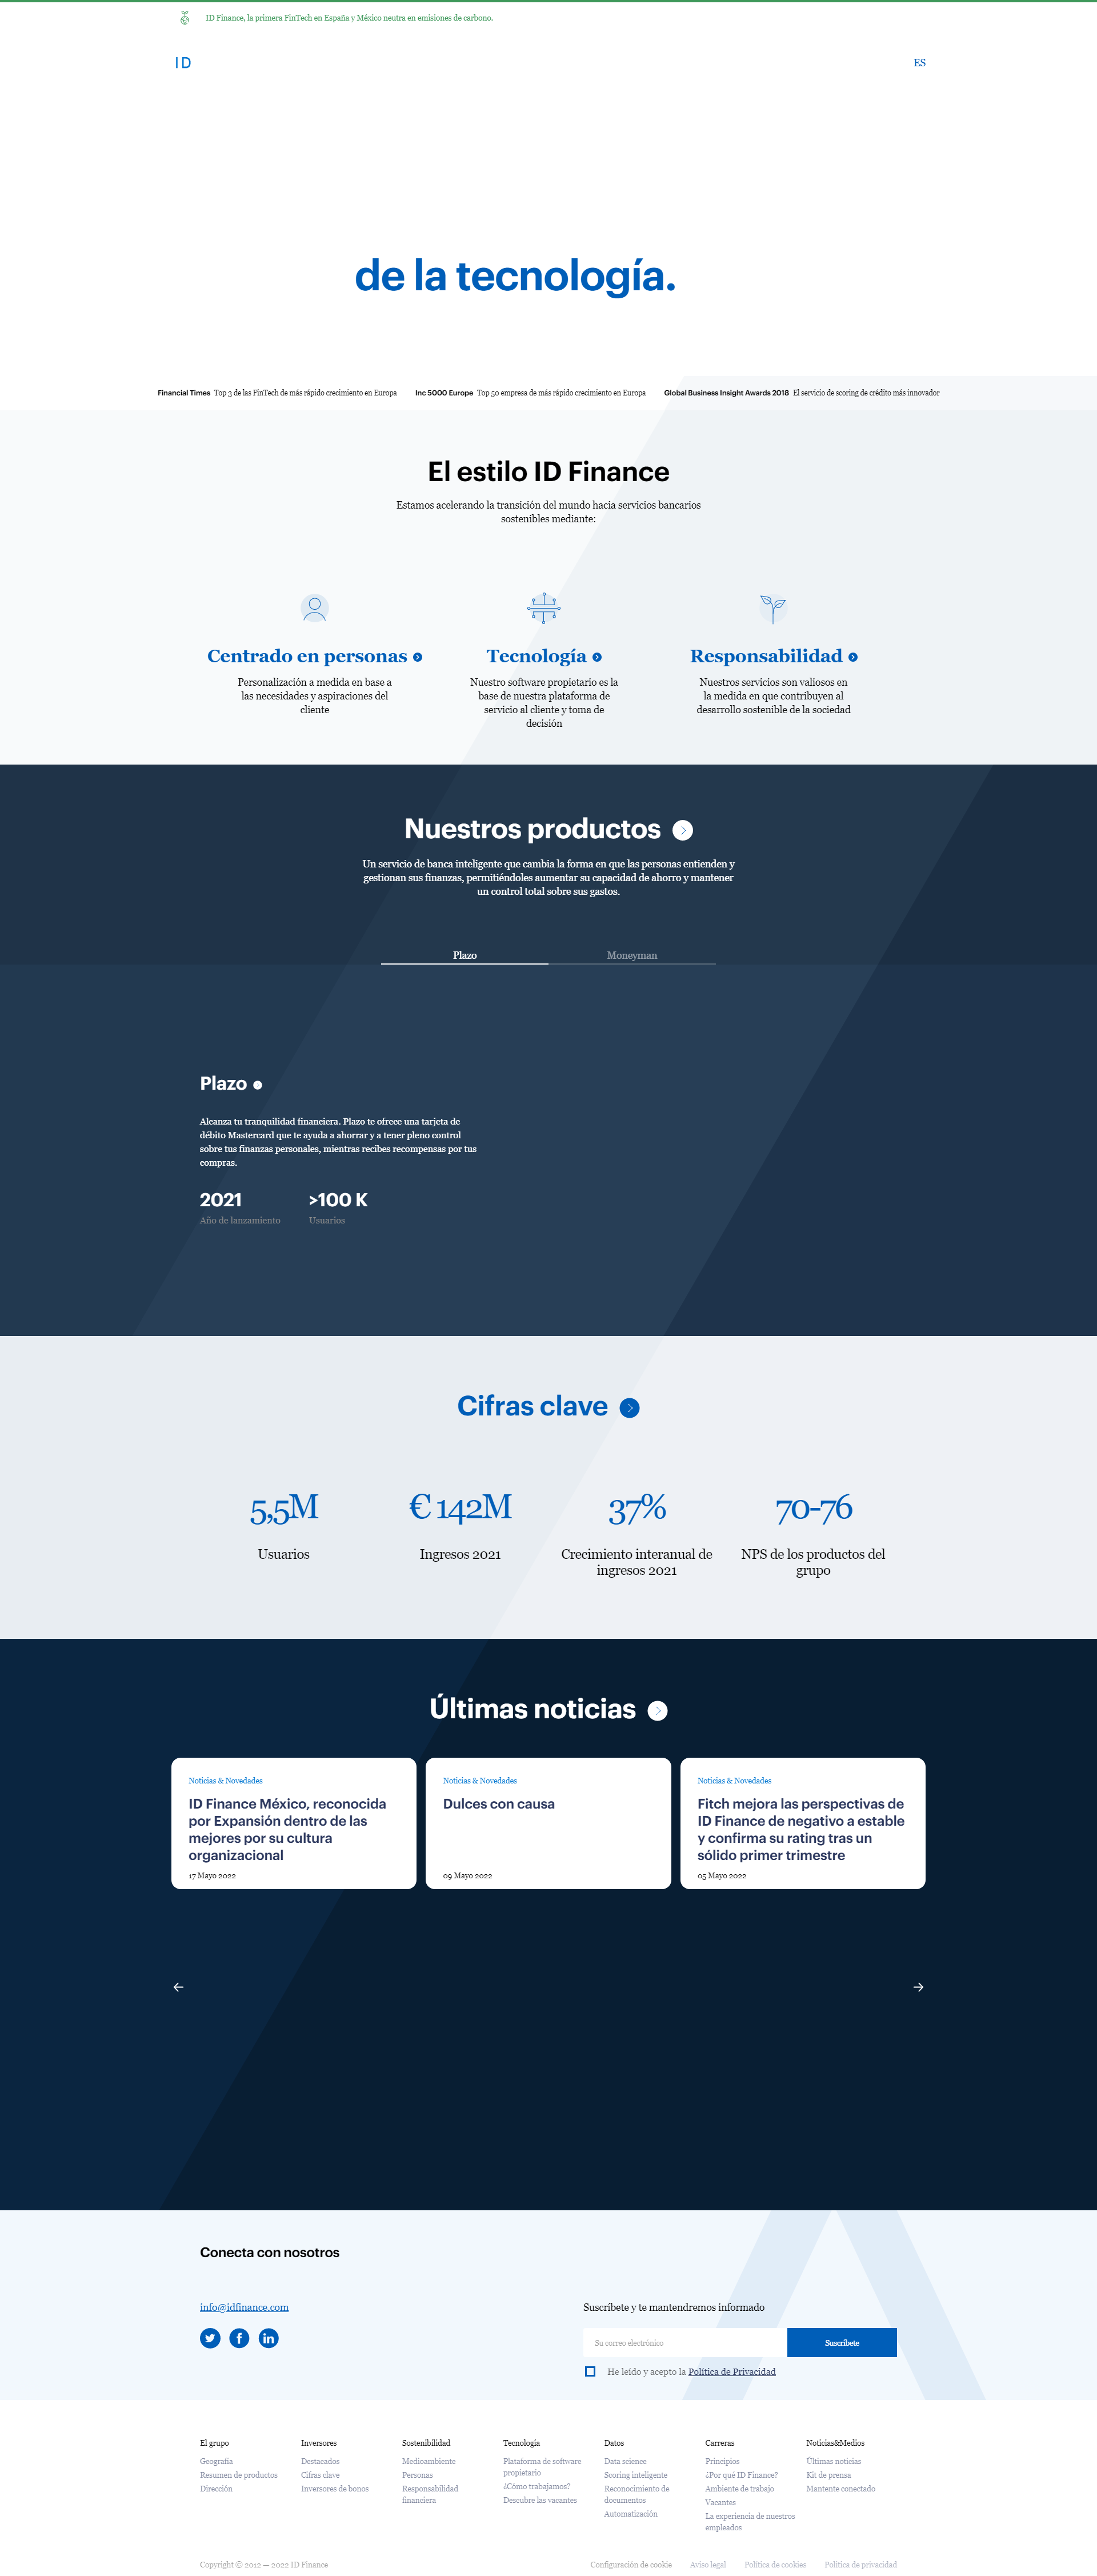 ID Finance, la primera FinTech en España y México neutra en emisiones de carbono.
ID
ES
de la tecnología.
Financial Times Top 3 de las FinTech de más rápido crecimiento en Europa
Inc 5000 Europe Top 50 empresa de más rápido crecimiento en Europa
Global Business Insight Awards 2018 El servicio de scoring de crédito más innovador
El estilo ID Finance
Estamos acelerando la transición del mundo hacia servicios bancarios
sostenibles mediante:
Centrado en personas
Personalización a medida en base a
las necesidades y aspiraciones del
cliente
Tecnología
Nuestro software propietario es la
base de nuestra plataforma de
servicio al cliente y toma de
decisión
Responsabilidad
Nuestros servicios son valiosos en
la medida en que contribuyen al
desarrollo sostenible de la sociedad
Nuestros productos
Un servicio de banca inteligente que cambia la forma en que las personas entienden y
gestionan sus finanzas, permitiéndoles aumentar su capacidad de ahorro y mantener
un control total sobre sus gastos.
Plazo
Moneyman
Plazo
Alcanza tu tranquilidad financiera. Plazo te ofrece una tarjeta de
débito Mastercard que te ayuda a ahorrar y a tener pleno control
sobre tus finanzas personales, mientras recibes recompensas por tus
compras.
2021
Año de lanzamiento
>100 K
Usuarios
Cifras clave
5,5M
Usuarios
€ 142M
Ingresos 2021
37%
Crecimiento interanual de
ingresos 2021
70-76
NPS de los productos del
grupo
Últimas noticias
Noticias & Novedades
ID Finance México, reconocida
por Expansión dentro de las
mejores por su cultura
organizacional
17 Mayo 2022
Noticias & Novedades
Dulces con causa
09 Mayo 2022
Noticias & Novedades
Fitch mejora las perspectivas de
ID Finance de negativo a estable
y confirma su rating tras un
sólido primer trimestre
05 Mayo 2022
Conecta con nosotros
info@idfinance.com
Suscríbete y te mantendremos informado
Su correo electrónico
Suscríbete
He leído y acepto la Política de Privacidad
El grupo
Geografía
Resumen de productos
Dirección
Inversores
Destacados
Cifras clave
Inversores de bonos
Sostenibilidad
Medioambiente
Personas
Responsabilidad
financiera
Tecnología
Plataforma de software
propietario
¿Cómo trabajamos?
Descubre las vacantes
Datos
Data science
Scoring inteligente
Reconocimiento de
documentos
Automatización
Carreras
Principios
¿Por qué ID Finance?
Ambiente de trabajo
Vacantes
La experiencia de nuestros
empleados
Noticias&Medios
Últimas noticias
Kit de prensa
Mantente conectado
Copyright © 2012 — 2022 ID Finance
Configuración de cookie
Aviso legal
Política de cookies
Política de privacidad